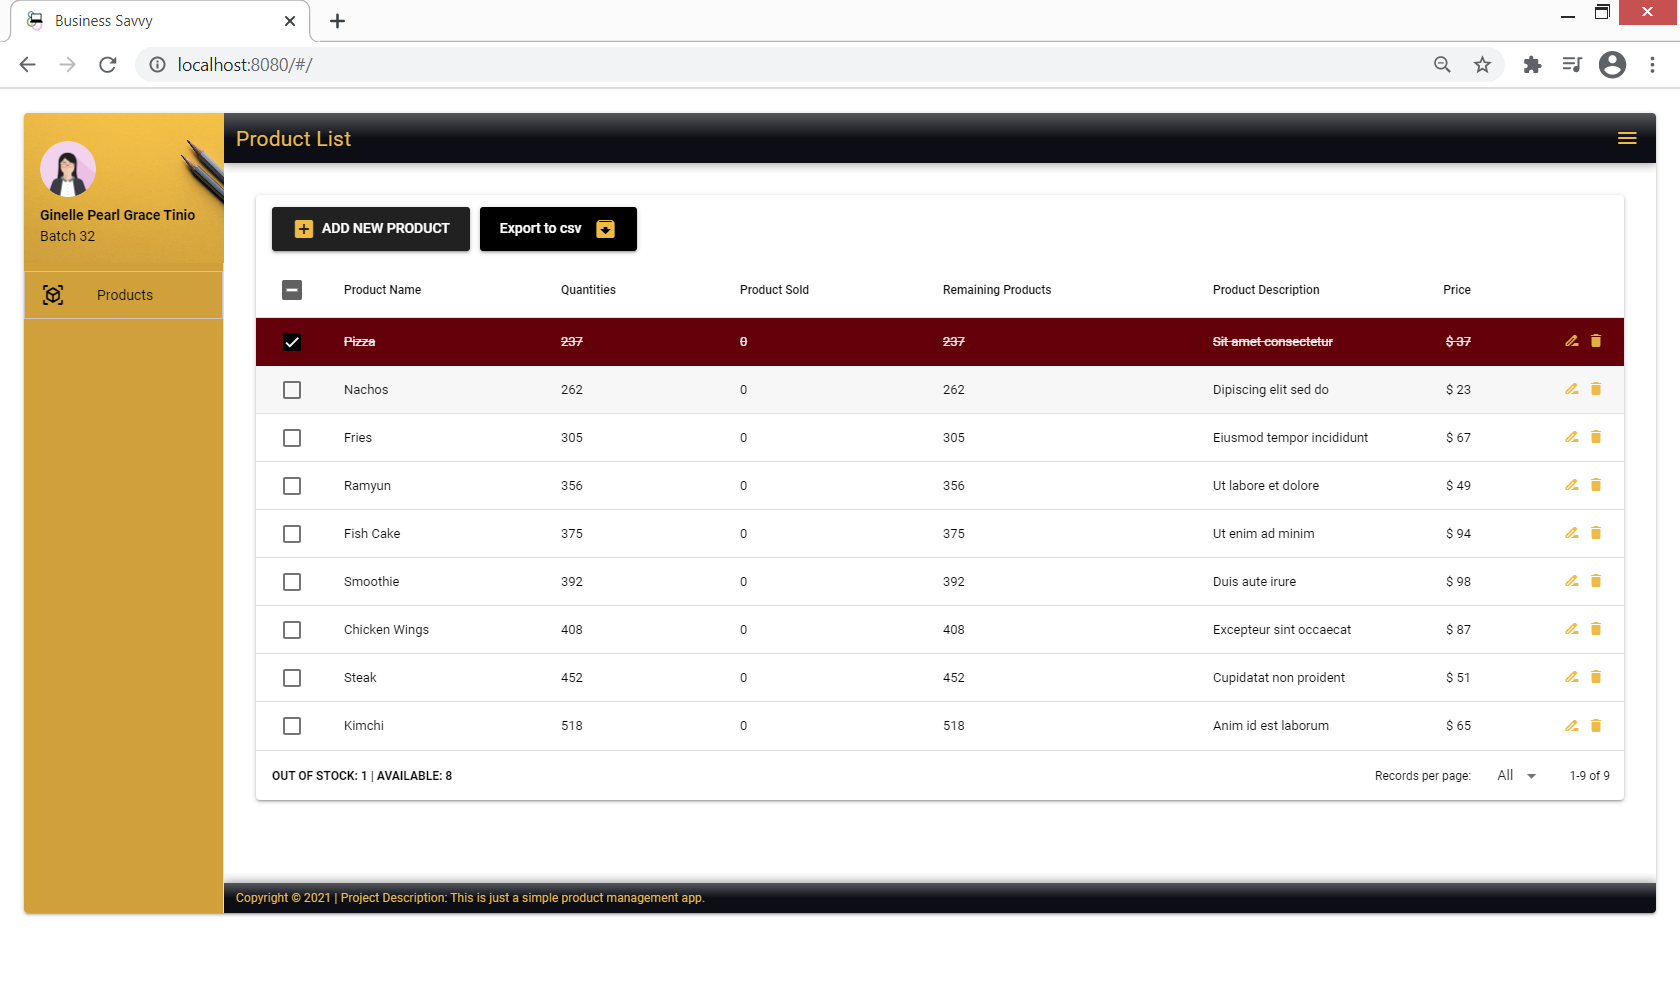 Business Savvy
localhost:8080/#/
Product List
Ginelle Pearl Grace Tinio
Batch 32
Products
ADD NEW PRODUCT Export to csv
Product Name Quantities Product Sold Remaining Products Product Description Price
Pizza 237 0 237 Sit amet consectetur $ 37
Nachos 262 0 262 Dipiscing elit sed do $ 23
Fries 305 0 305 Eiusmod tempor incididunt $ 67
Ramyun 356 0 356 Ut labore et dolore $ 49
Fish Cake 375 0 375 Ut enim ad minim $ 94
Smoothie 392 0 392 Duis aute irure $ 98
Chicken Wings 408 0 408 Excepteur sint occaecat $ 87
Steak 452 0 452 Cupidatat non proident $ 51
Kimchi 518 0 518 Anim id est laborum $ 65
OUT OF STOCK: 1 | AVAILABLE: 8 Records per page: All 1-9 of 9
Copyright © 2021 | Project Description: This is just a simple product management app.